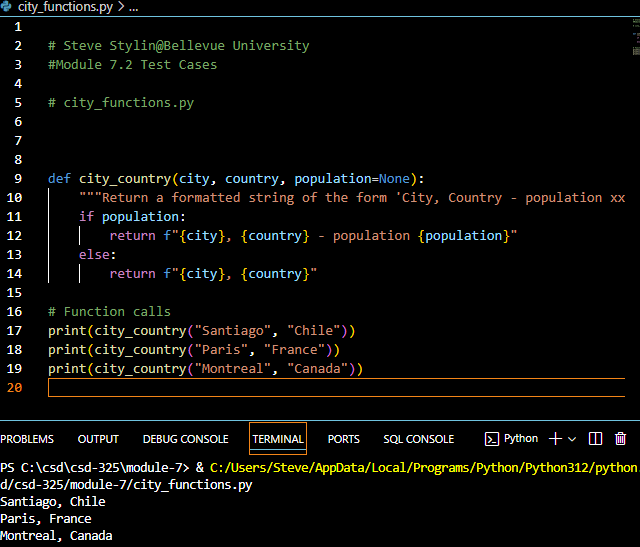 city_functions.py > ...
1
2 # Steve Stylin@Bellevue University
3 #Module 7.2 Test Cases
4
5 # city_functions.py
6
7
8
9 def city_country(city, country, population=None):
10 """Return a formatted string of the form 'City, Country - population xx
11 if population:
12 return f"{city}, {country} - population {population}"
13 else:
14 return f"{city}, {country}"
15
16 # Function calls
17 print(city_country("Santiago", "Chile"))
18 print(city_country("Paris", "France"))
19 print(city_country("Montreal", "Canada"))
20
PROBLEMS OUTPUT DEBUG CONSOLE TERMINAL PORTS SQL CONSOLE Python
PS C:\csd\csd-325\module-7> & C:/Users/Steve/AppData/Local/Programs/Python/Python312/python.
d/csd-325/module-7/city_functions.py
Santiago, Chile
Paris, France
Montreal, Canada